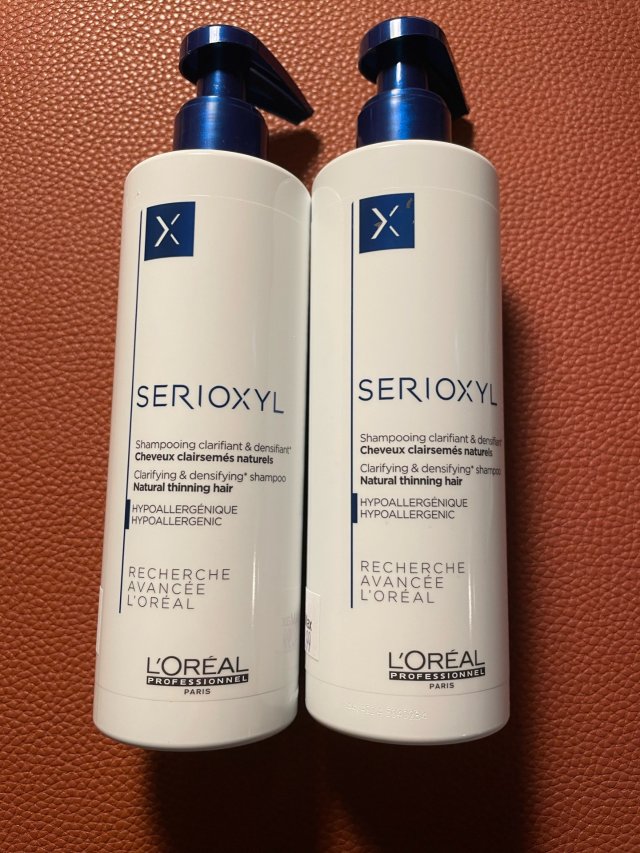 X
SERIOXYL
Shampooing clarifiant & densifiant*
Cheveux clairsemés naturels
Clarifying & densifying* shampoo
Natural thinning hair
HYPOALLERGÉNIQUE
HYPOALLERGENIC
RECHERCHE
AVANCÉE
L'ORÉAL
L'ORÉAL
PROFESSIONNEL
PARIS
X
SERIOXYL
Shampooing clarifiant & densifiant
Cheveux clairsemés naturels
Clarifying & densifying* shampoo
Natural thinning hair
HYPOALLERGÉNIQUE
HYPOALLERGENIC
RECHERCHE
AVANCÉE
L'ORÉAL
L'ORÉAL
PROFESSIONNEL
PARIS